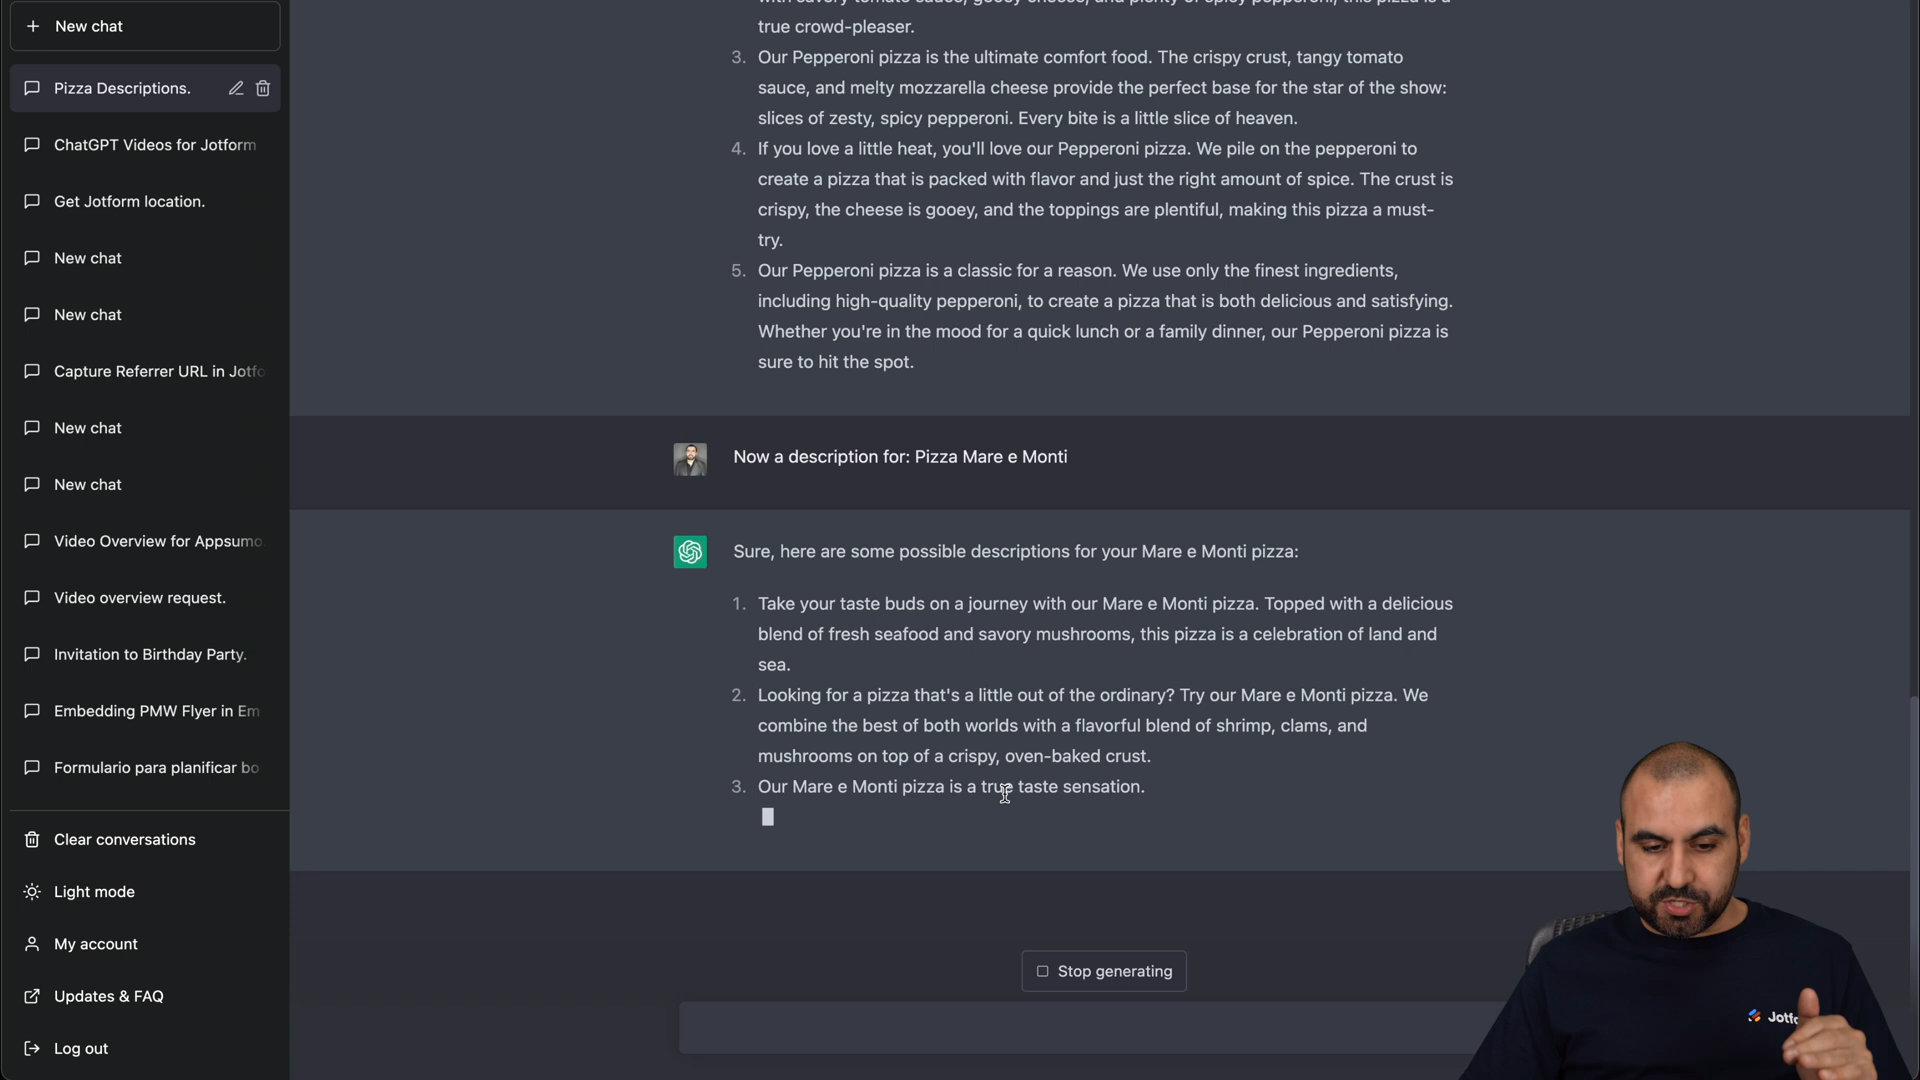 New chat
Pizza Descriptions.
ChatGPT Videos for Jotform
Get Jotform location.
New chat
New chat
Capture Referrer URL in Jotfo
New chat
New chat
Video Overview for Appsumo
Video overview request.
Invitation to Birthday Party.
Embedding PMW Flyer in Em
Formulario para planificar bo
Clear conversations
Light mode
My account
Updates & FAQ
Log out
true crowd-pleaser.
3. Our Pepperoni pizza is the ultimate comfort food. The crispy crust, tangy tomato
sauce, and melty mozzarella cheese provide the perfect base for the star of the show:
slices of zesty, spicy pepperoni. Every bite is a little slice of heaven.
4. If you love a little heat, you'll love our Pepperoni pizza. We pile on the pepperoni to
create a pizza that is packed with flavor and just the right amount of spice. The crust is
crispy, the cheese is gooey, and the toppings are plentiful, making this pizza a must-
try.
5. Our Pepperoni pizza is a classic for a reason. We use only the finest ingredients,
including high-quality pepperoni, to create a pizza that is both delicious and satisfying.
Whether you're in the mood for a quick lunch or a family dinner, our Pepperoni pizza is
sure to hit the spot.
Now a description for: Pizza Mare e Monti
Sure, here are some possible descriptions for your Mare e Monti pizza:
1. Take your taste buds on a journey with our Mare e Monti pizza. Topped with a delicious
blend of fresh seafood and savory mushrooms, this pizza is a celebration of land and
sea.
2. Looking for a pizza that's a little out of the ordinary? Try our Mare e Monti pizza. We
combine the best of both worlds with a flavorful blend of shrimp, clams, and
mushrooms on top of a crispy, oven-baked crust.
3. Our Mare e Monti pizza is a true taste sensation.
Stop generating
Jotfo